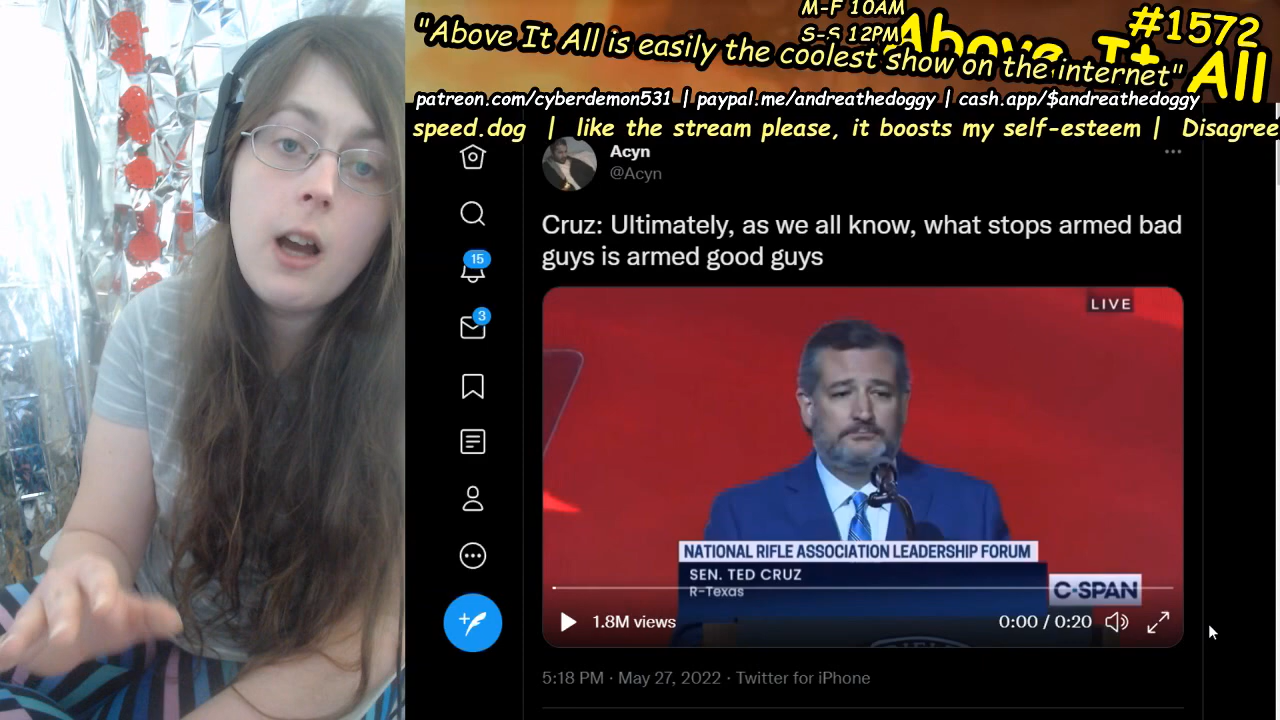 M-F 10AM
S-S 12PM
#1572
Above It All
"Above It All is easily the coolest show on the internet"
patreon.com/cyberdemon531 | paypal.me/andreathedoggy | cash.app/$andreathedoggy
speed.dog | like the stream please, it boosts my self-esteem | Disagree
Acyn
@Acyn
Cruz: Ultimately, as we all know, what stops armed bad
guys is armed good guys
LIVE
15
3
NATIONAL RIFLE ASSOCIATION LEADERSHIP FORUM
SEN. TED CRUZ
R-Texas
C-SPAN
1.8M views
0:00 / 0:20
5:18 PM · May 27, 2022 · Twitter for iPhone